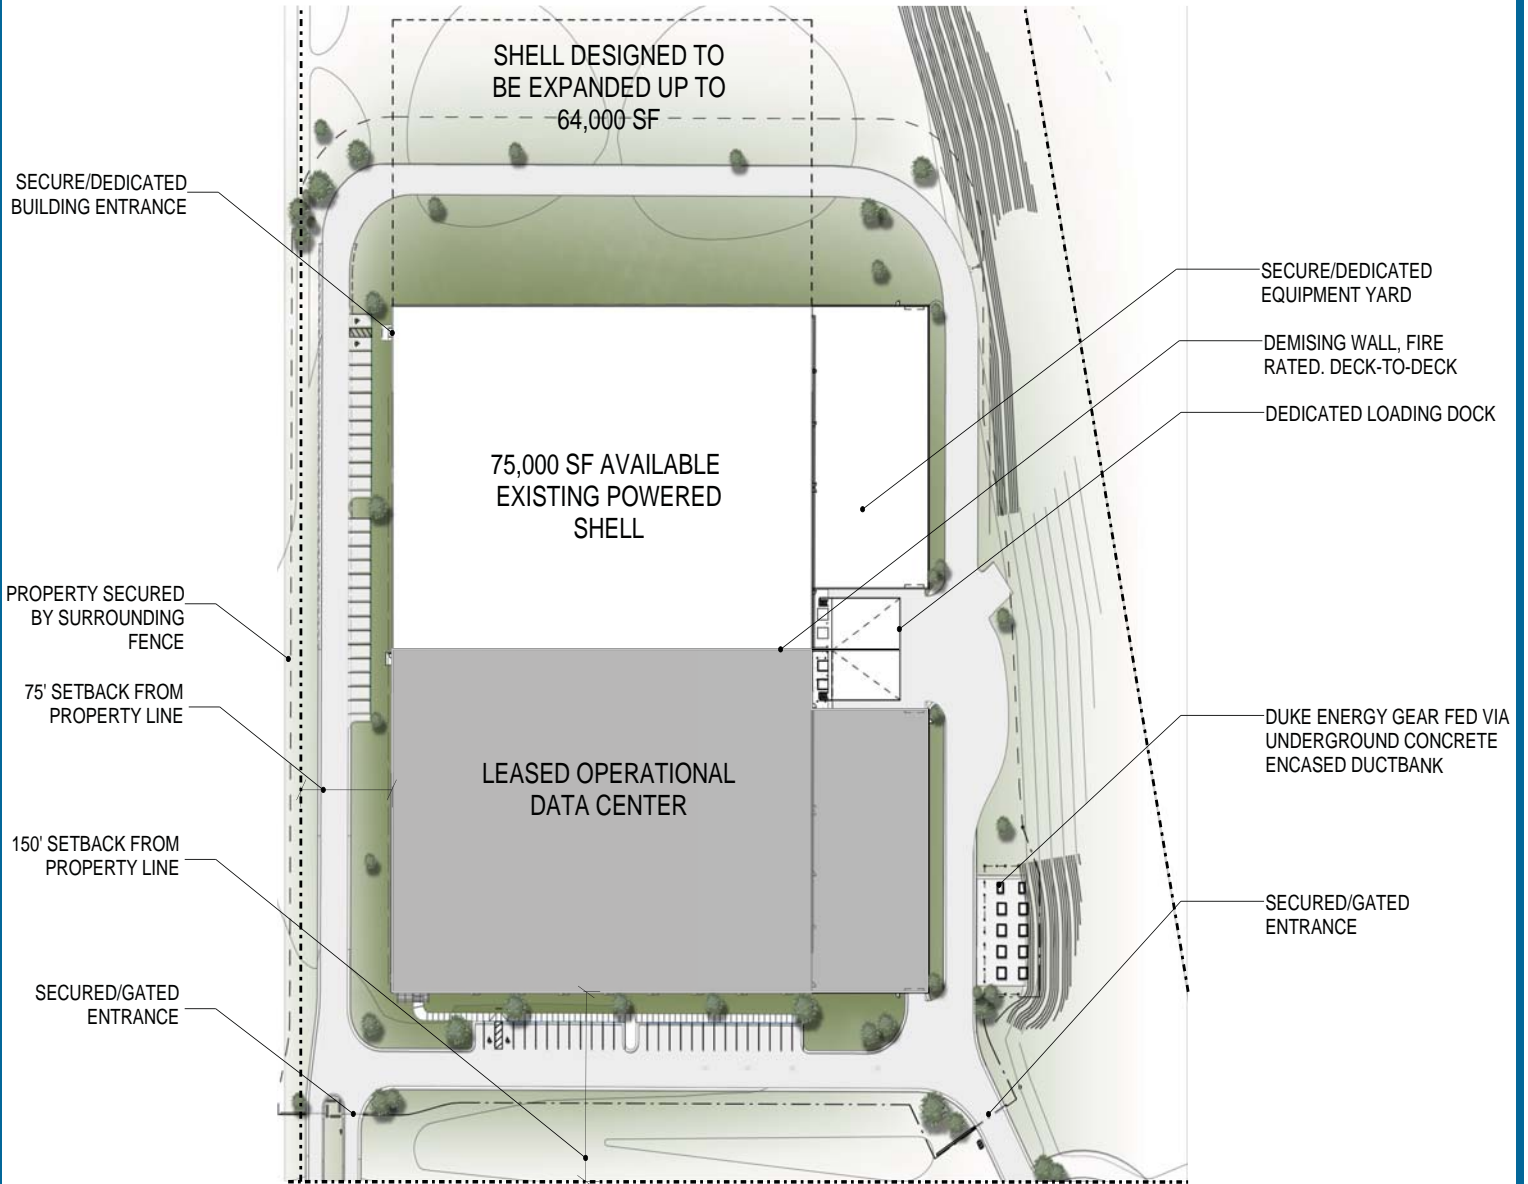 SHELL DESIGNED TO
BE EXPANDED UP TO
64,000 SF
SECURE/DEDICATED
BUILDING ENTRANCE
SECURE/DEDICATED
EQUIPMENT YARD
DEMISING WALL, FIRE
RATED. DECK-TO-DECK
DEDICATED LOADING DOCK
75,000 SF AVAILABLE
EXISTING POWERED
SHELL
PROPERTY SECURED
BY SURROUNDING
FENCE
75' SETBACK FROM
PROPERTY LINE
DUKE ENERGY GEAR FED VIA
UNDERGROUND CONCRETE
ENCASED DUCTBANK
LEASED OPERATIONAL
DATA CENTER
150' SETBACK FROM
PROPERTY LINE
SECURED/GATED
ENTRANCE
SECURED/GATED
ENTRANCE